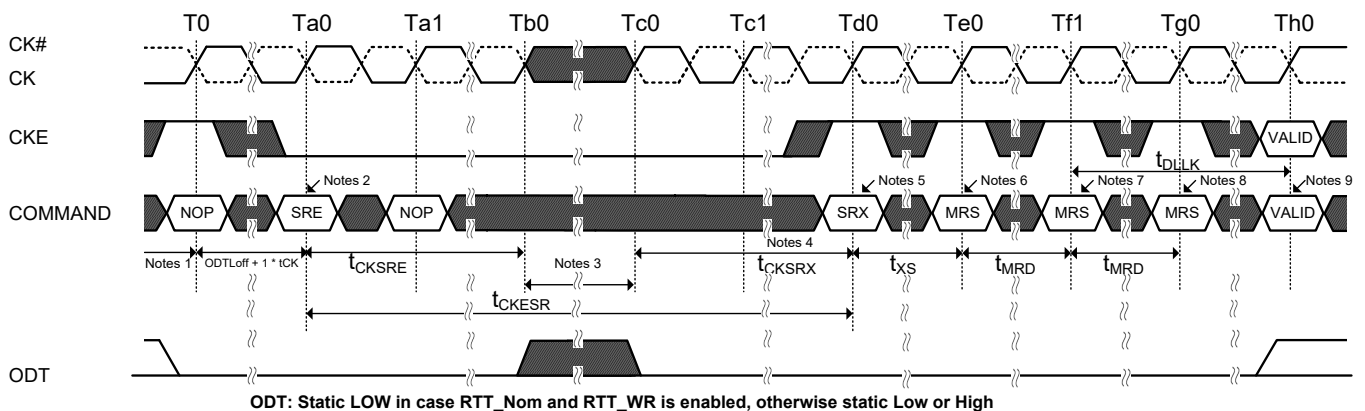 T0 Ta0 Ta1 Tb0 Tc0 Tc1 Td0 Te0 Tf1 Tg0 Th0
CK#
CK
CKE
VALID
tDLLK
Notes 2
Notes 5
Notes 6
Notes 7
Notes 8
Notes 9
COMMAND
NOP SRE NOP SRX MRS MRS MRS VALID
Notes 1
ODTLoff + 1 * tCK
tCKSRE
Notes 3
Notes 4
tCKSRX
tXS
tMRD
tMRD
tCKESR
ODT
ODT: Static LOW in case RTT_Nom and RTT_WR is enabled, otherwise static Low or High